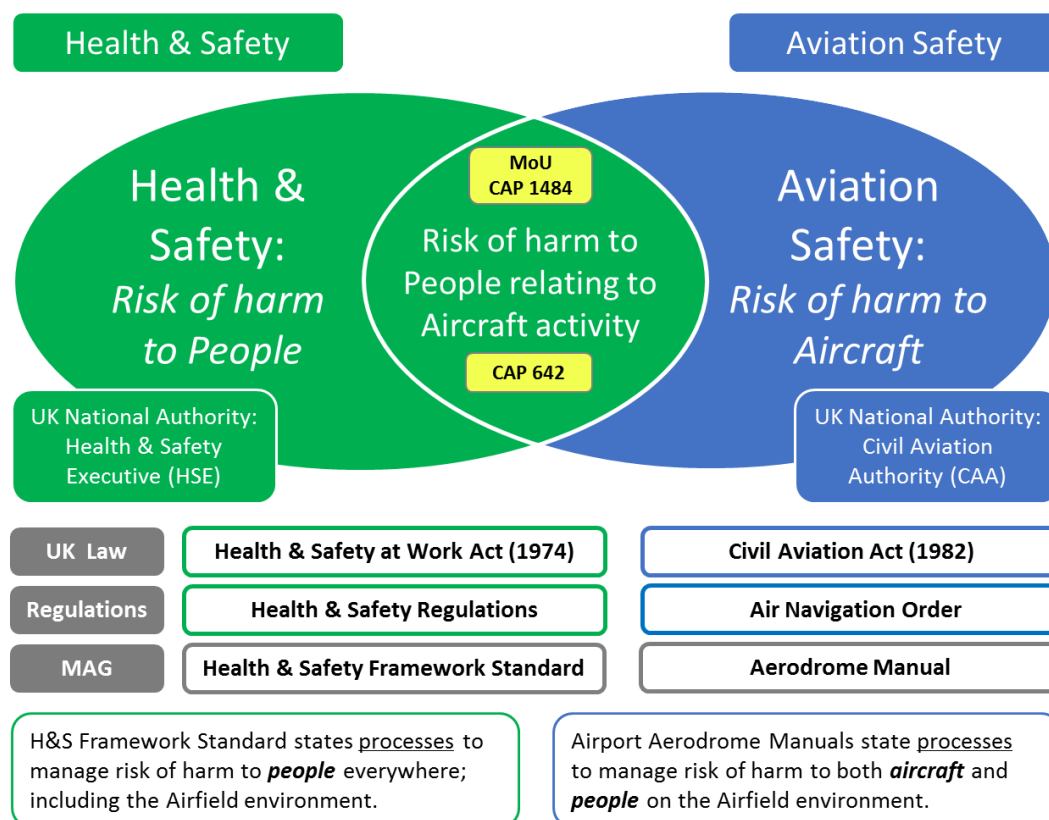 Health & Safety
Aviation Safety
Health &
Safety:
Risk of harm
to People
MoU
CAP 1484
Risk of harm to
People relating to
Aircraft activity
CAP 642
Aviation
Safety:
Risk of harm to
Aircraft
UK National Authority:
Health & Safety
Executive (HSE)
UK National Authority:
Civil Aviation
Authority (CAA)
UK Law
Health & Safety at Work Act (1974)
Civil Aviation Act (1982)
Regulations
Health & Safety Regulations
Air Navigation Order
MAG
Health & Safety Framework Standard
Aerodrome Manual
H&S Framework Standard states processes to
manage risk of harm to people everywhere;
including the Airfield environment.
Airport Aerodrome Manuals state processes
to manage risk of harm to both aircraft and
people on the Airfield environment.